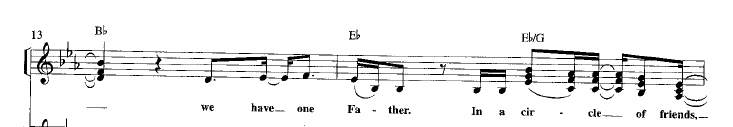 13 B♭ E♭ E♭/G
we have one Fa - ther. In a cir - cle of friends,